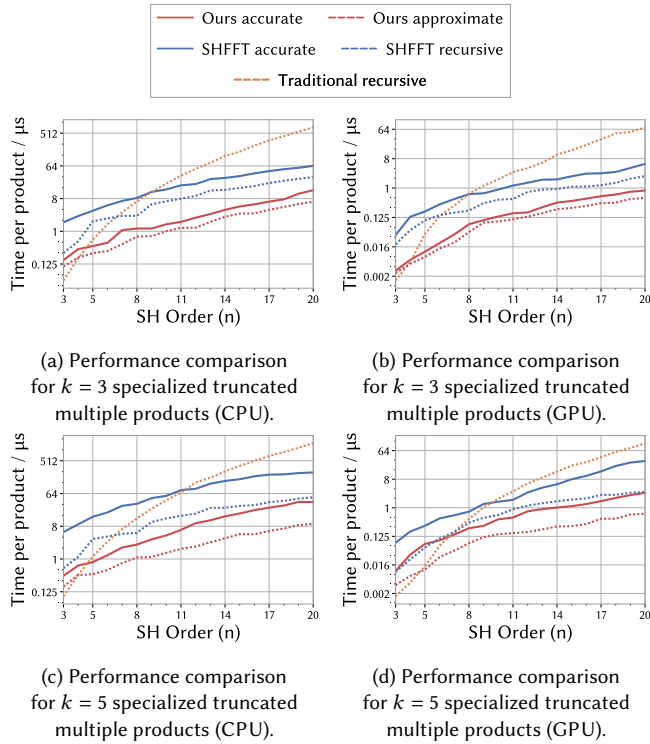 Ours accurate Ours approximate
SHFFT accurate SHFFT recursive
Traditional recursive
Time per product / μs
512
64
8
1
0.125
3 5 8 11 14 17 20
SH Order (n)
(a) Performance comparison
for k = 3 specialized truncated
multiple products (CPU).
Time per product / μs
64
8
1
0.125
0.016
0.002
3 5 8 11 14 17 20
SH Order (n)
(b) Performance comparison
for k = 3 specialized truncated
multiple products (GPU).
Time per product / μs
512
64
8
1
0.125
3 5 8 11 14 17 20
SH Order (n)
(c) Performance comparison
for k = 5 specialized truncated
multiple products (CPU).
Time per product / μs
64
8
1
0.125
0.016
0.002
3 5 8 11 14 17 20
SH Order (n)
(d) Performance comparison
for k = 5 specialized truncated
multiple products (GPU).